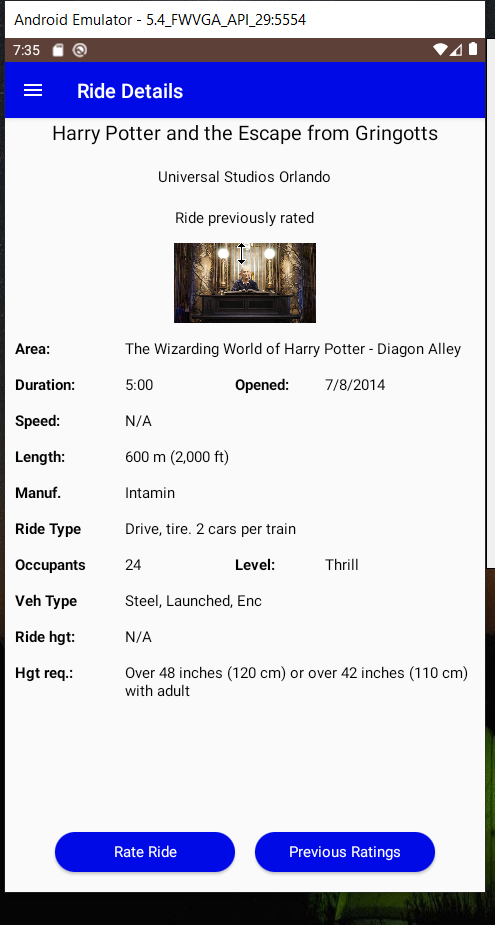 Android Emulator - 5.4_FWVGA_API_29:5554
7:35
Ride Details
Harry Potter and the Escape from Gringotts
Universal Studios Orlando
Ride previously rated
Area: The Wizarding World of Harry Potter - Diagon Alley
Duration: 5:00 Opened: 7/8/2014
Speed: N/A
Length: 600 m (2,000 ft)
Manuf. Intamin
Ride Type Drive, tire. 2 cars per train
Occupants 24 Level: Thrill
Veh Type Steel, Launched, Enc
Ride hgt: N/A
Hgt req.: Over 48 inches (120 cm) or over 42 inches (110 cm)
with adult
Rate Ride Previous Ratings